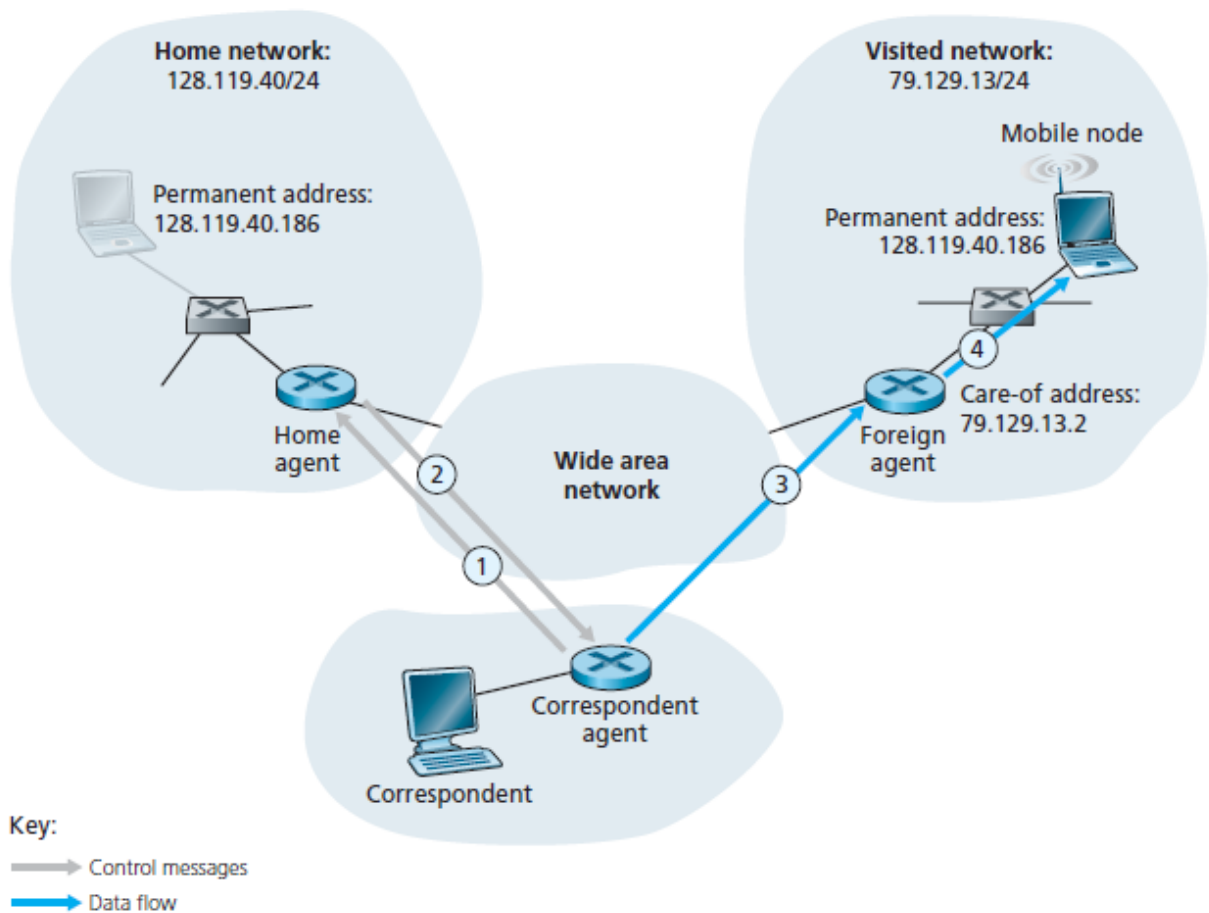 Home network:
128.119.40/24
Visited network:
79.129.13/24
Mobile node
Permanent address:
128.119.40.186
Permanent address:
128.119.40.186
4
Care-of address:
79.129.13.2
Home
agent
Foreign
agent
Wide area
network
2
3
1
Correspondent
agent
Correspondent
Key:
Control messages
Data flow